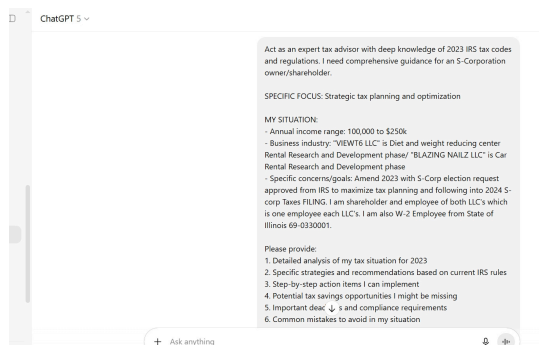 ChatGPT 5
Act as an expert tax advisor with deep knowledge of 2023 IRS tax codes
and regulations. I need comprehensive guidance for an S-Corporation
owner/shareholder.
SPECIFIC FOCUS: Strategic tax planning and optimization
MY SITUATION:
- Annual income range: 100,000 to $250k
- Business industry: "VIEWT6 LLC" is Diet and weight reducing center
Rental Research and Development phase/ "BLAZING NAILZ LLC" is Car
Rental Research and Development phase
- Specific concerns/goals: Amend 2023 with S-Corp election request
approved from IRS to maximize tax planning and following into 2024 S-
corp Taxes FILING. I am shareholder and employee of both LLC's which
is one employee each LLC's. I am also W-2 Employee from State of
Illinois 69-0330001.
Please provide:
1. Detailed analysis of my tax situation for 2023
2. Specific strategies and recommendations based on current IRS rules
3. Step-by-step action items I can implement
4. Potential tax savings opportunities I might be missing
5. Important s and compliance requirements
6. Common mistakes to avoid in my situation
Ask anything